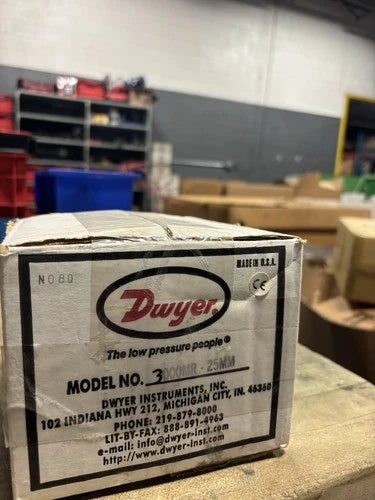 N080
MADE IN U.S.A.
CE
Dwyer®
The low pressure people®
MODEL NO. 3000MR - 25MM
DWYER INSTRUMENTS, INC.
102 INDIANA HWY 212, MICHIGAN CITY, IN. 46360
PHONE: 219-879-8000
LIT-BY-FAX: 888-891-4963
e-mail: info@dwyer-inst.com
http://www.dwyer-inst.com